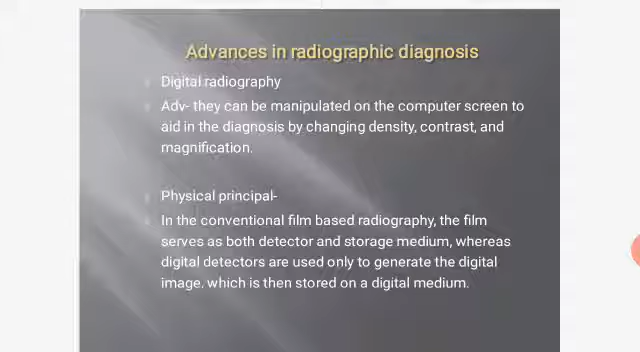 Advances in radiographic diagnosis
Digital radiography
Adv- they can be manipulated on the computer screen to
aid in the diagnosis by changing density, contrast, and
magnification.
Physical principal-
In the conventional film based radiography, the film
serves as both detector and storage medium, whereas
digital detectors are used only to generate the digital
image. which is then stored on a digital medium.